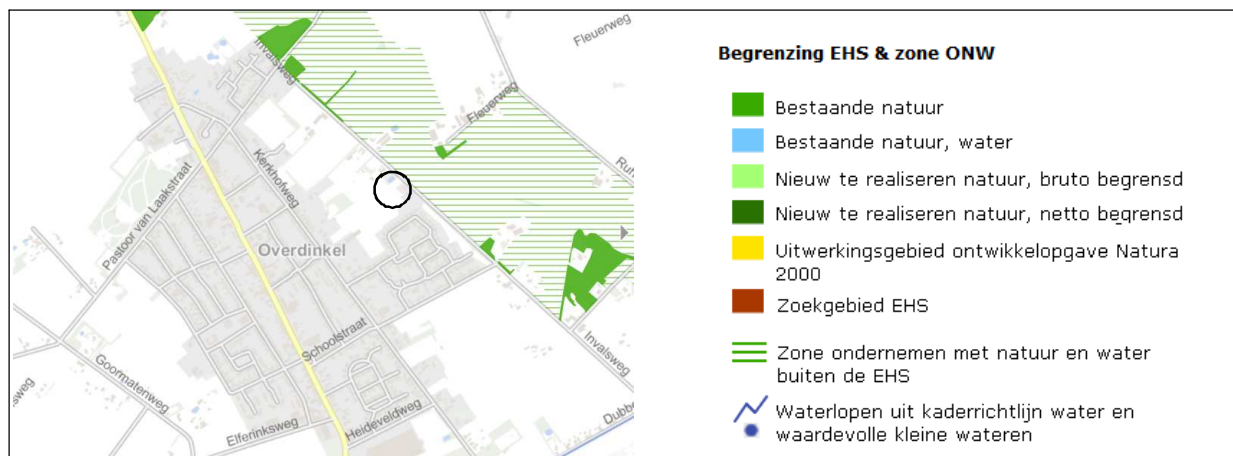 Fleuerweg
Invalsweg
Fleuerweg
Kerkhofweg
Pastoor van Laakstraat
Overdinkel
Schoolstraat
Invalsweg
Goormatenweg
Elferinksweg
Heideveldweg
Begrenzing EHS & zone ONW
Bestaande natuur
Bestaande natuur, water
Nieuw te realiseren natuur, bruto begrensd
Nieuw te realiseren natuur, netto begrensd
Uitwerkingsgebied ontwikkelopgave Natura
2000
Zoekgebied EHS
Zone ondernemen met natuur en water
buiten de EHS
Waterlopen uit kaderrichtlijn water en
waardevolle kleine wateren